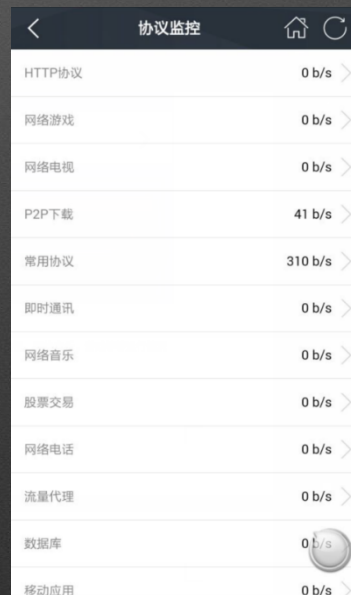 协议监控
HTTP协议 0 b/s
网络游戏 0 b/s
网络电视 0 b/s
P2P下载 41 b/s
常用协议 310 b/s
即时通讯 0 b/s
网络音乐 0 b/s
股票交易 0 b/s
网络电话 0 b/s
流量代理 0 b/s
数据库 0 b/s
移动应用 0 b/s